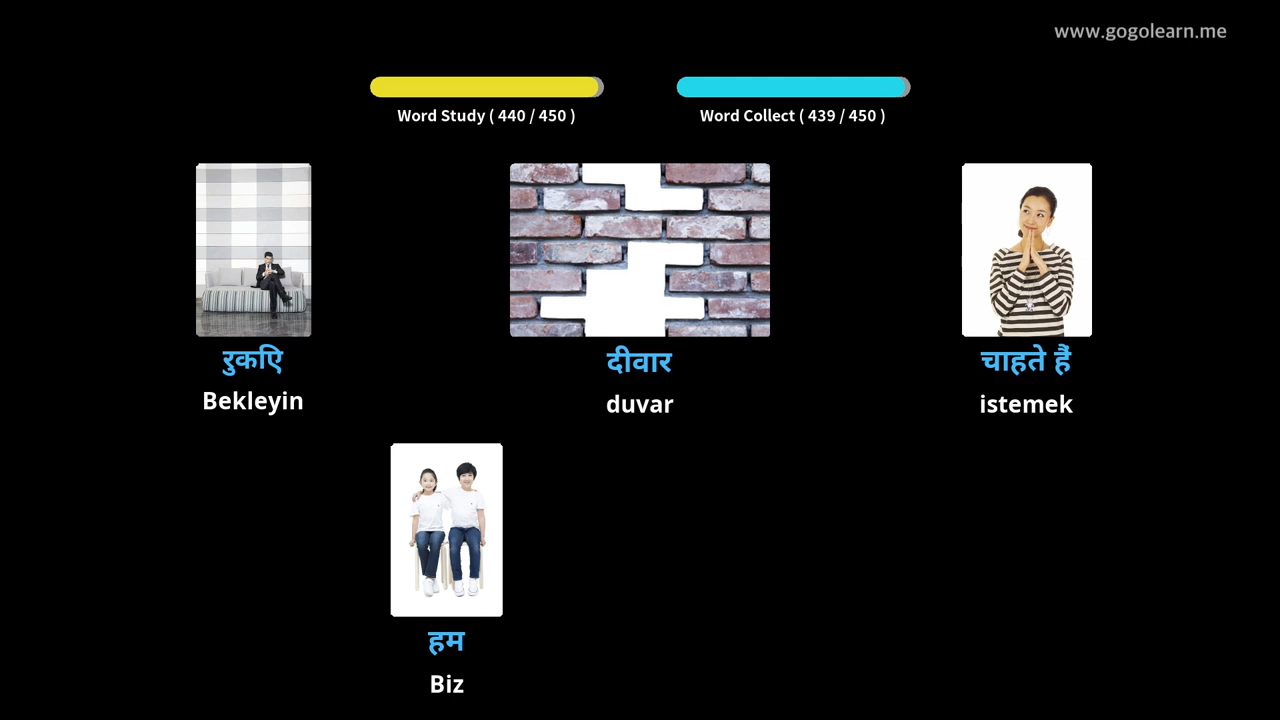 www.gogolearn.me
Word Study ( 440 / 450 )
Word Collect ( 439 / 450 )
रुकिए
दीवार
चाहते हैं
Bekleyin
duvar
istemek
हम
Biz